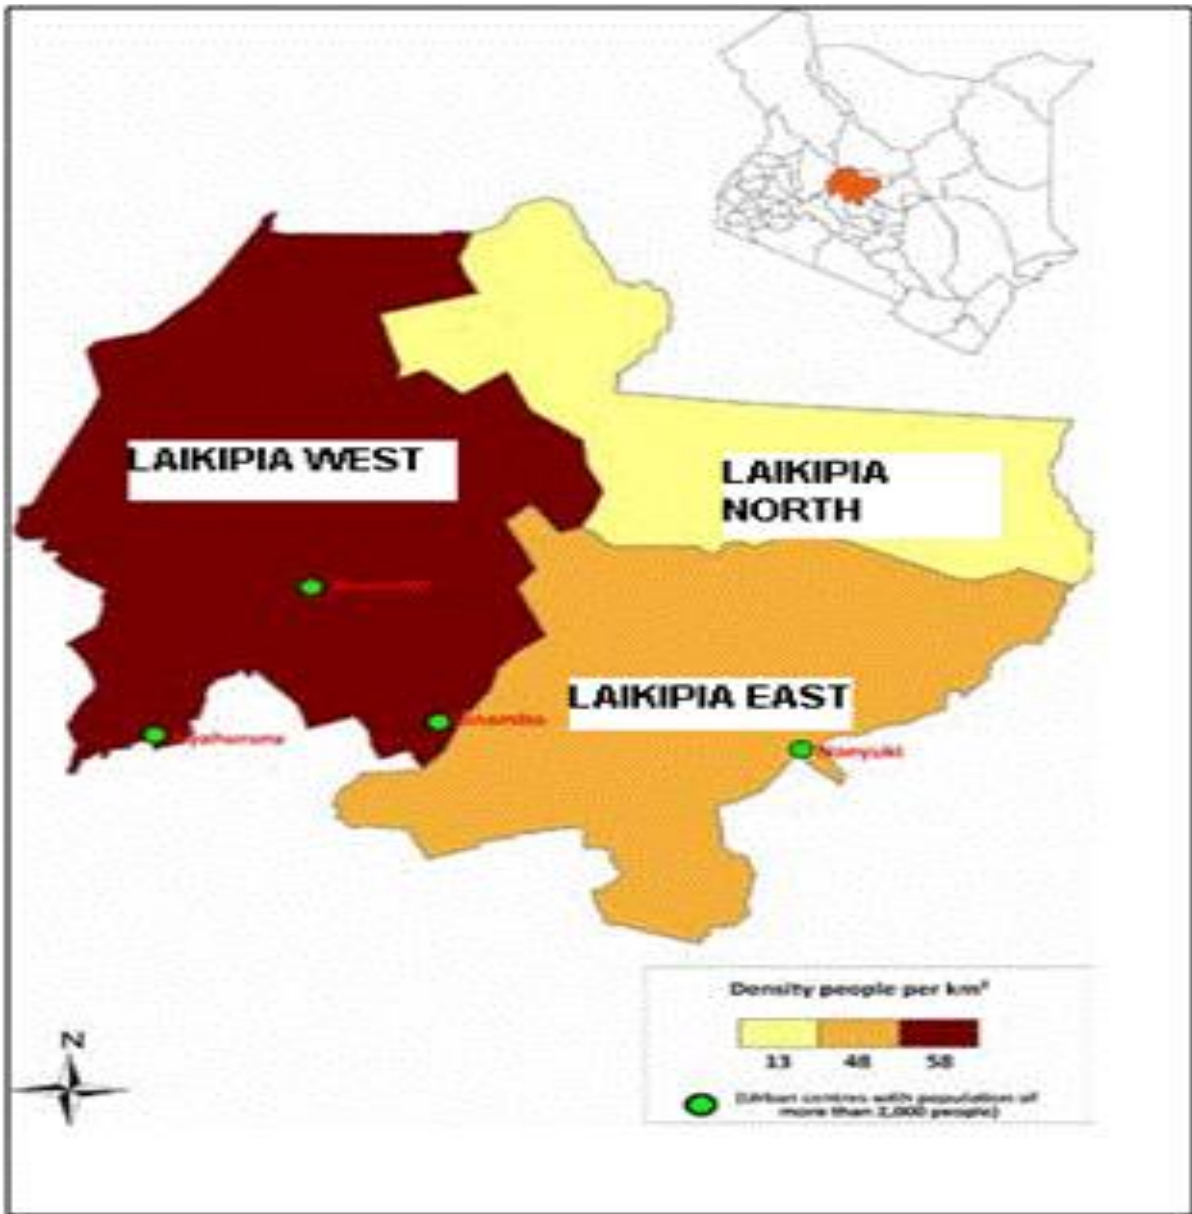 LAIKIPIA WEST
LAIKIPIA
NORTH
LAIKIPIA EAST
Nanyuki
Density people per km²
13 48 58
(Urban centres with population of
more than 2,000 people)
N